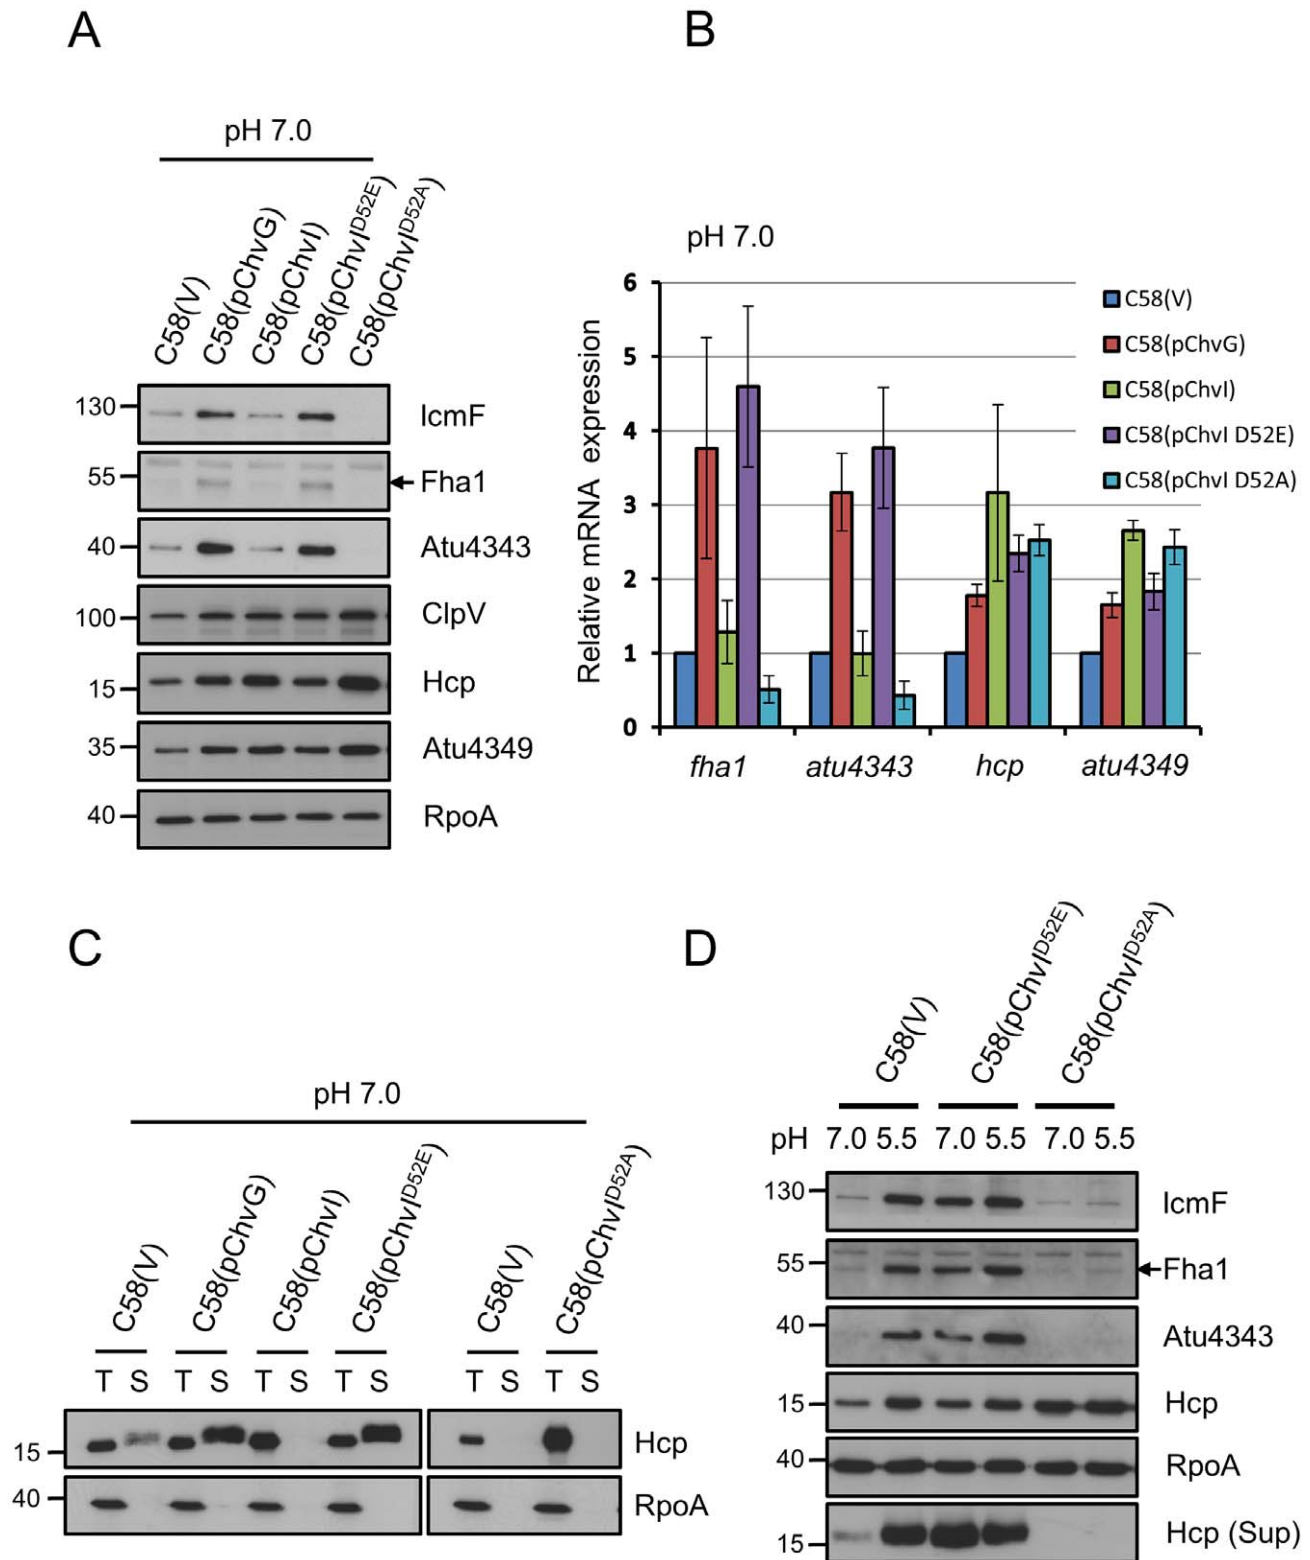 A
pH 7.0
C58(V)
C58(pChvG)
C58(pChvI)
C58(pChvI^D52E)
C58(pChvI^D52A)
130
IcmF
55
Fha1
40
Atu4343
100
ClpV
15
Hcp
35
Atu4349
40
RpoA
B
pH 7.0
Relative mRNA expression
6
5
4
3
2
1
0
fha1 atu4343 hcp atu4349
C58(V)
C58(pChvG)
C58(pChvI)
C58(pChvI D52E)
C58(pChvI D52A)
C
pH 7.0
C58(V)
C58(pChvG)
C58(pChvI)
C58(pChvI^D52E)
C58(V)
C58(pChvI^D52A)
T S T S T S T S T S T S
15
Hcp
40
RpoA
D
C58(V)
C58(pChvI^D52E)
C58(pChvI^D52A)
pH 7.0 5.5 7.0 5.5 7.0 5.5
130
IcmF
55
Fha1
40
Atu4343
15
Hcp
40
RpoA
15
Hcp (Sup)